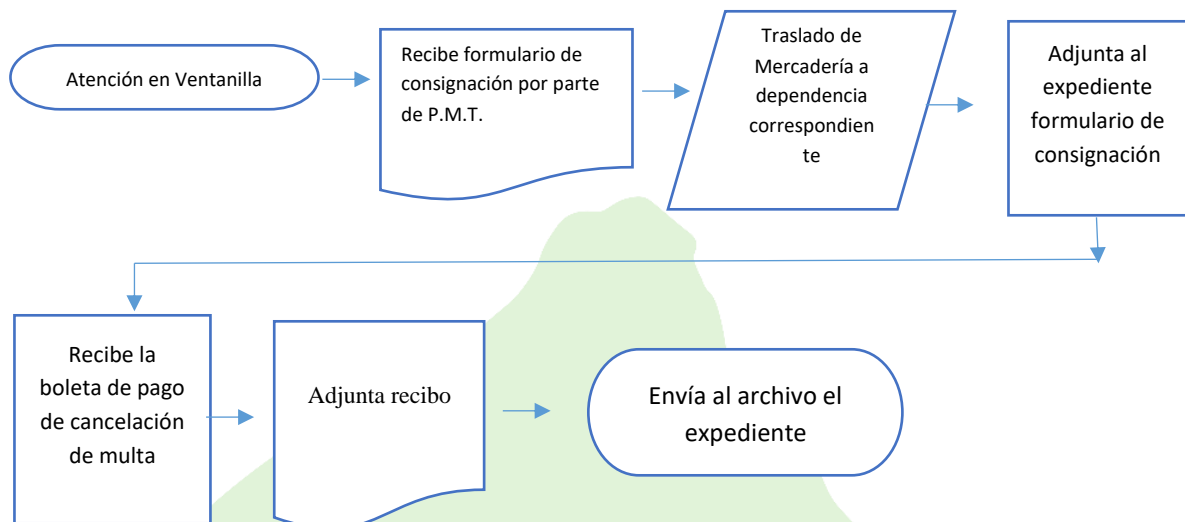 Atención en Ventanilla
Recibe formulario de
consignación por parte
de P.M.T.
Traslado de
Mercadería a
dependencia
correspondien
te
Adjunta al
expediente
formulario de
consignación
Recibe la
boleta de pago
de cancelación
de multa
Adjunta recibo
Envía al archivo el
expediente